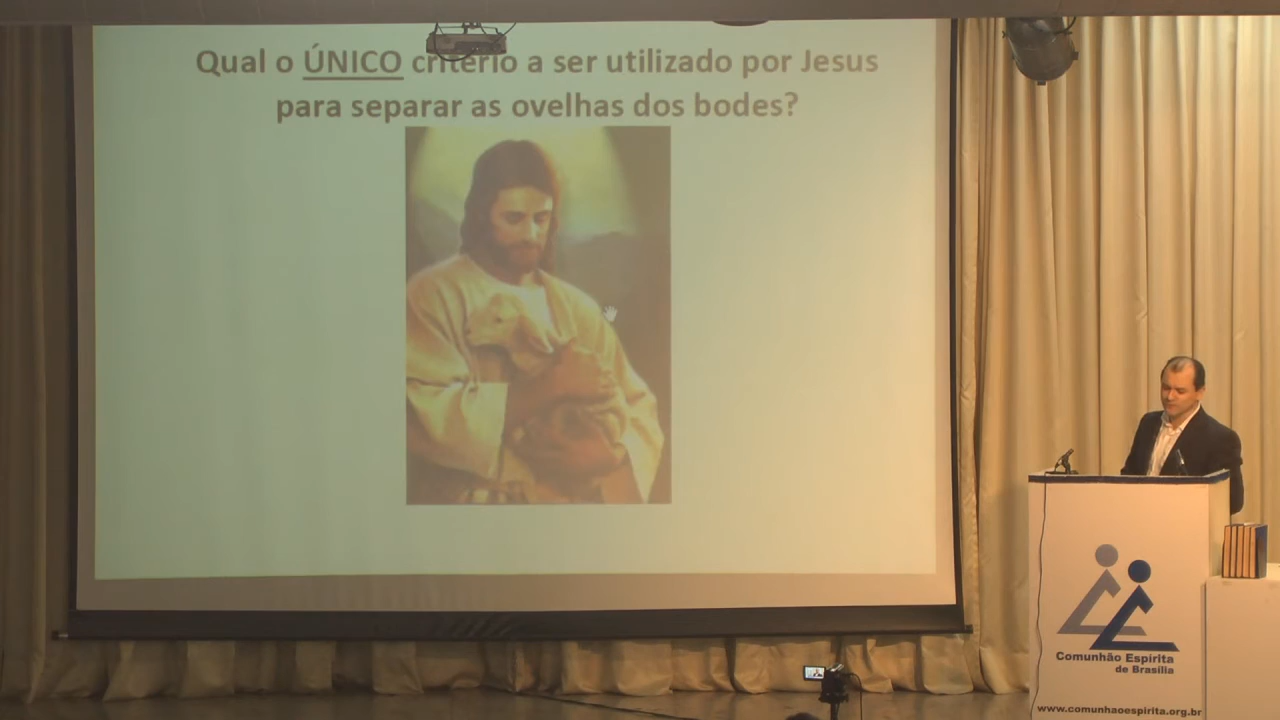 Qual o ÚNICO critério a ser utilizado por Jesus
para separar as ovelhas dos bodes?
Comunhão Espírita
de Brasília
www.comunhaoespirita.org.br